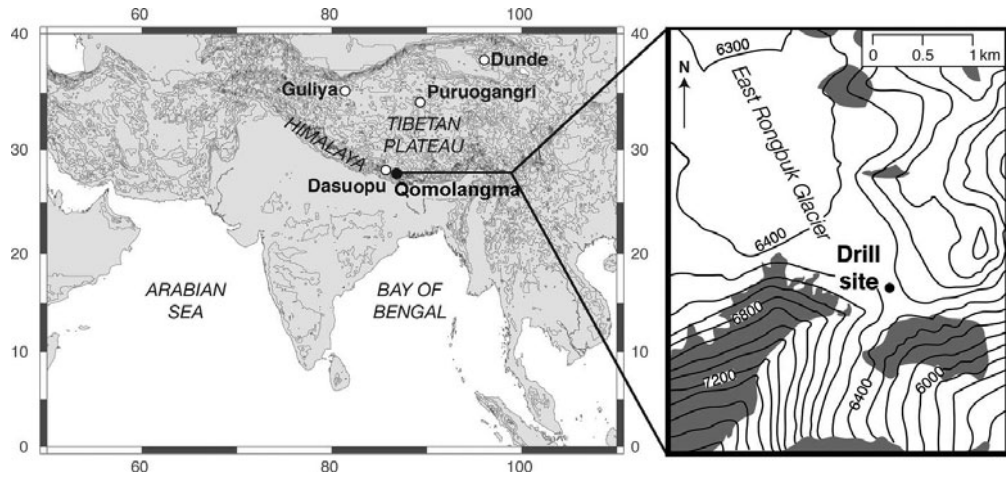 60
80
100
40
40
Dunde
Guliya
Puruogangri
TIBETAN
PLATEAU
HIMALAYA
30
30
Dasuopu
Qomolangma
20
20
ARABIAN
SEA
BAY OF
BENGAL
10
10
0
0
60
80
100
6300
0
0.5
1 km
N
East Rongbuk Glacier
6400
Drill
site
6800
7200
6400
6000